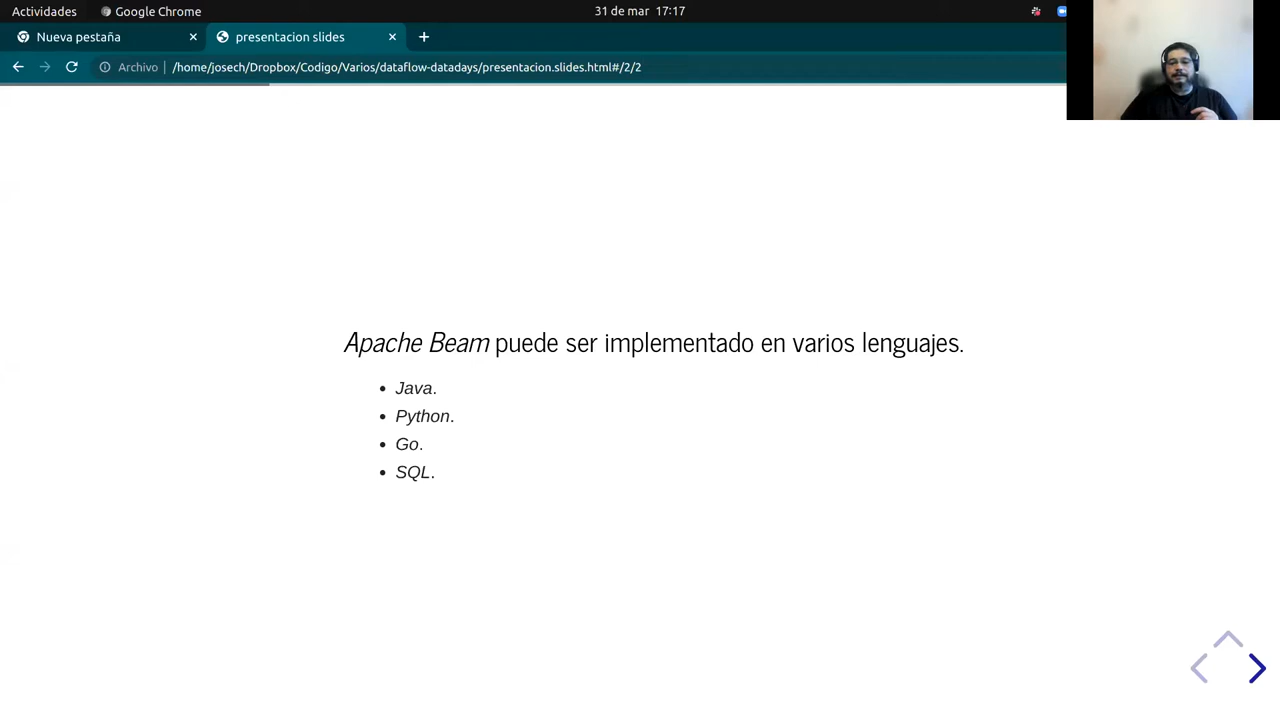 Actividades Google Chrome 31 de mar 17:17
Nueva pestaña presentacion slides
Archivo | /home/josech/Dropbox/Codigo/Varios/dataflow-datadays/presentacion.slides.html#/2/2
Apache Beam puede ser implementado en varios lenguajes.
• Java.
• Python.
• Go.
• SQL.